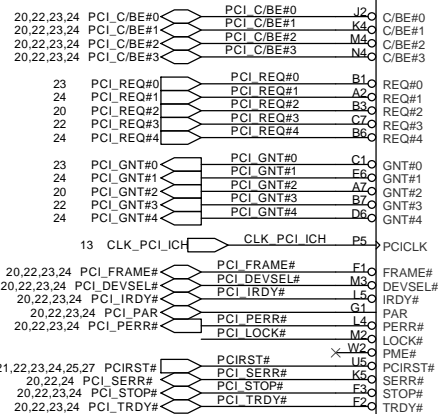 20,22,23,24 PCI_C/BE#0 PCI_C/BE#0 J2 C/BE#0
20,22,23,24 PCI_C/BE#1 PCI_C/BE#1 K4 C/BE#1
20,22,23,24 PCI_C/BE#2 PCI_C/BE#2 M4 C/BE#2
20,22,23,24 PCI_C/BE#3 PCI_C/BE#3 N4 C/BE#3
23 PCI_REQ#0 PCI_REQ#0 B1 REQ#0
24 PCI_REQ#1 PCI_REQ#1 A2 REQ#1
20 PCI_REQ#2 PCI_REQ#2 B3 REQ#2
22 PCI_REQ#3 PCI_REQ#3 C7 REQ#3
24 PCI_REQ#4 PCI_REQ#4 B6 REQ#4
23 PCI_GNT#0 PCI_GNT#0 C1 GNT#0
24 PCI_GNT#1 PCI_GNT#1 E6 GNT#1
20 PCI_GNT#2 PCI_GNT#2 A7 GNT#2
22 PCI_GNT#3 PCI_GNT#3 B7 GNT#3
24 PCI_GNT#4 PCI_GNT#4 D6 GNT#4
13 CLK_PCI_ICH CLK_PCI_ICH P5 PCICLK
20,22,23,24 PCI_FRAME# PCI_FRAME# F1 FRAME#
20,22,23,24 PCI_DEVSEL# PCI_DEVSEL# M3 DEVSEL#
20,22,23,24 PCI_IRDY# PCI_IRDY# L5 IRDY#
20,22,23,24 PCI_PAR G1 PAR
20,22,23,24 PCI_PERR# PCI_PERR# L4 PERR#
PCI_LOCK# M2 LOCK#
W2 PME#
21,22,23,24,25,27 PCIRST# PCIRST# U5 PCIRST#
20,22,24 PCI_SERR# PCI_SERR# K5 SERR#
20,22,23,24 PCI_STOP# PCI_STOP# F3 STOP#
20,22,23,24 PCI_TRDY# PCI_TRDY# F2 TRDY#